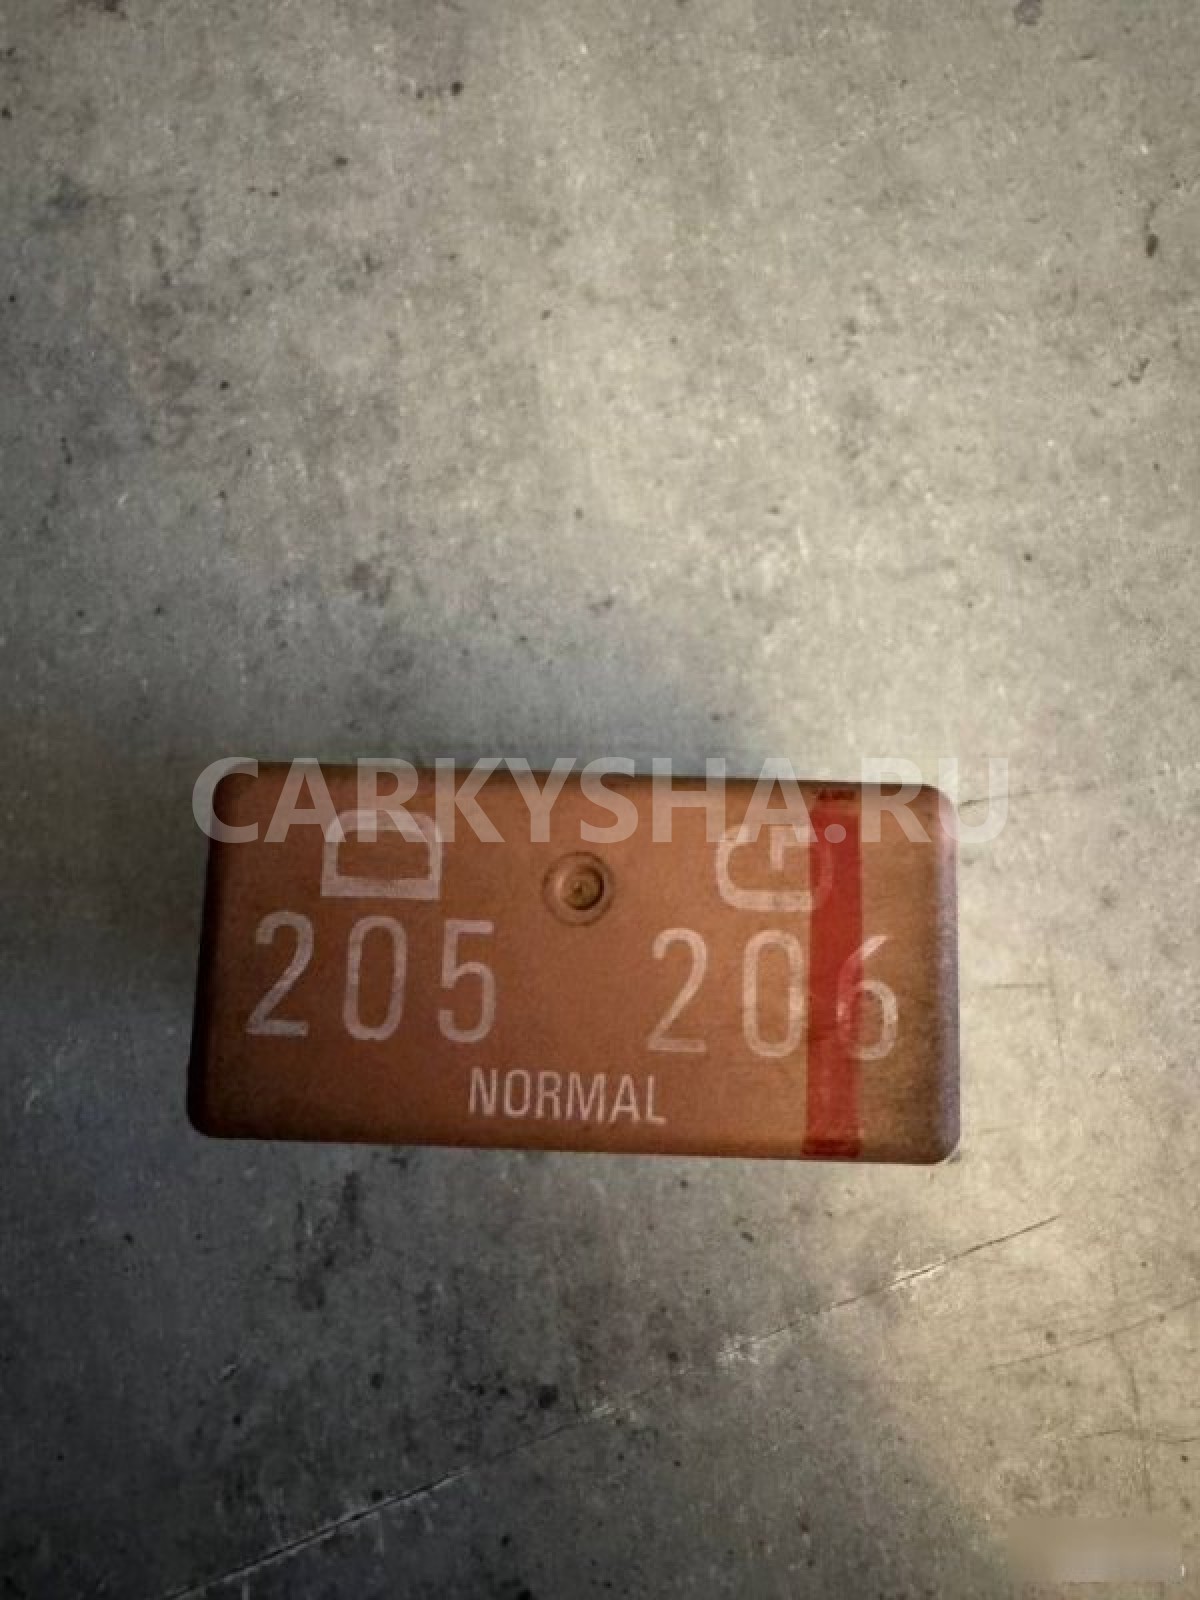 CARKYSHA.RU
D G
205 206
NORMAL